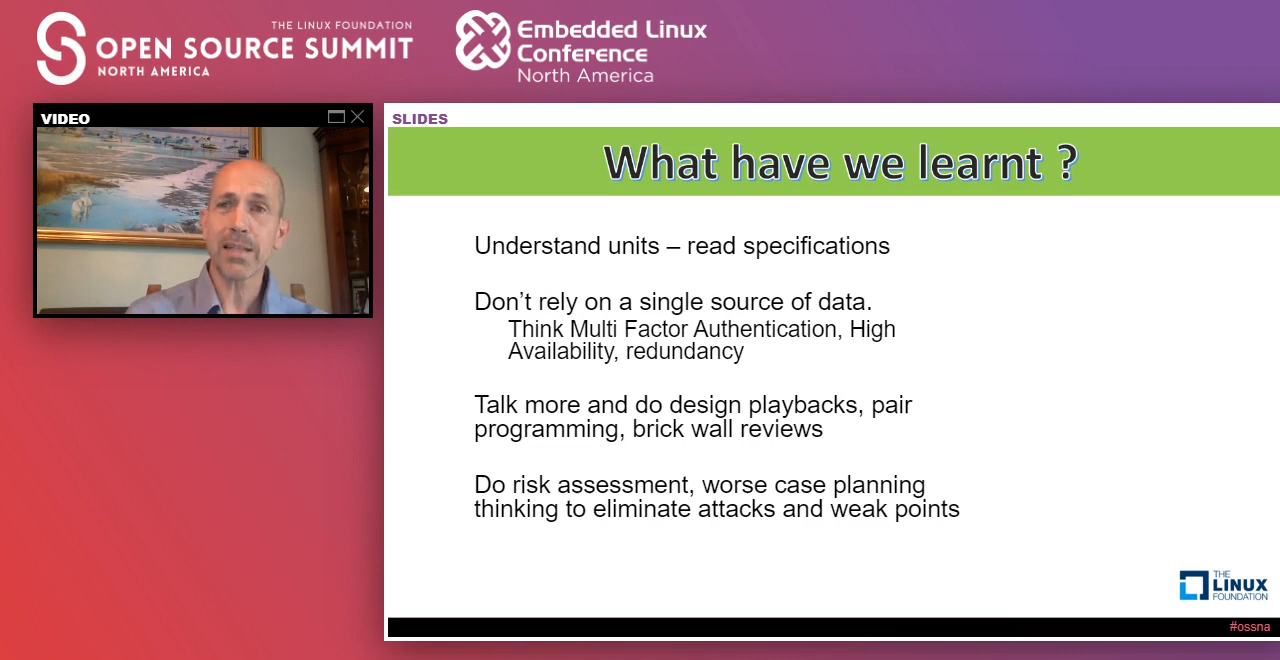 THE LINUX FOUNDATION
OPEN SOURCE SUMMIT
NORTH AMERICA
Embedded Linux
Conference
North America
VIDEO
SLIDES
What have we learnt ?
Understand units – read specifications
Don’t rely on a single source of data.
Think Multi Factor Authentication, High
Availability, redundancy
Talk more and do design playbacks, pair
programming, brick wall reviews
Do risk assessment, worse case planning
thinking to eliminate attacks and weak points
THE
LINUX
FOUNDATION
#ossna